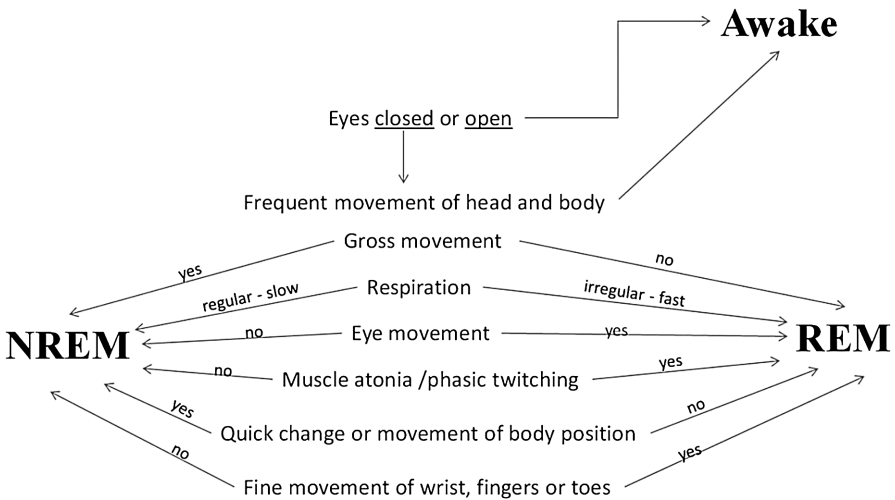 Awake
Eyes closed or open
Frequent movement of head and body
Gross movement
yes
no
Respiration
regular - slow
irregular - fast
NREM
REM
Eye movement
no
yes
Muscle atonia /phasic twitching
no
yes
Quick change or movement of body position
yes
no
Fine movement of wrist, fingers or toes
no
yes